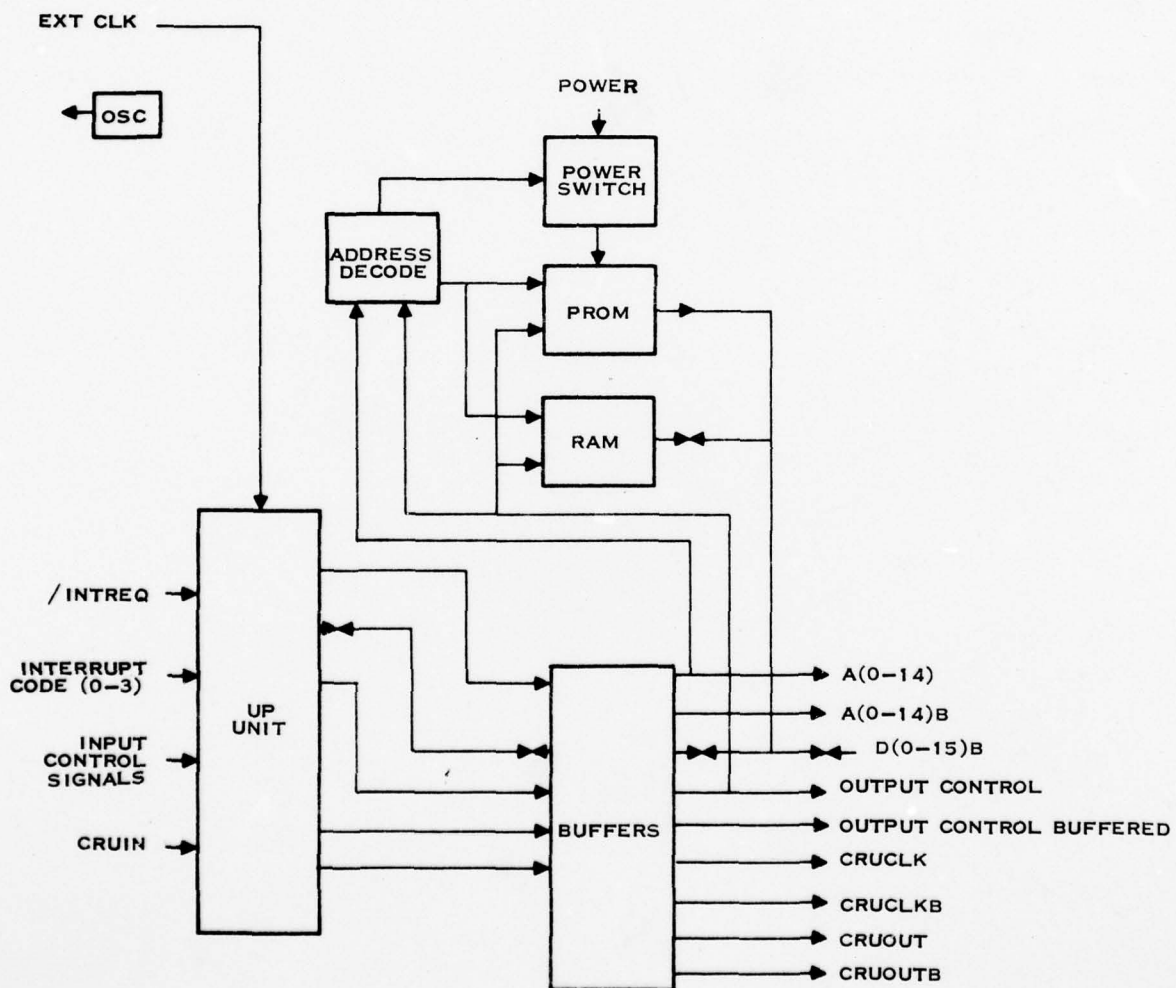 EXT CLK
OSC
POWER
POWER
SWITCH
ADDRESS
DECODE
PROM
RAM
/INTREQ
INTERRUPT
CODE (0-3)
INPUT
CONTROL
SIGNALS
CRUIN
UP
UNIT
BUFFERS
A(0-14)
A(0-14)B
D(0-15)B
OUTPUT CONTROL
OUTPUT CONTROL BUFFERED
CRUCLK
CRUCLKB
CRUOUT
CRUOUTB